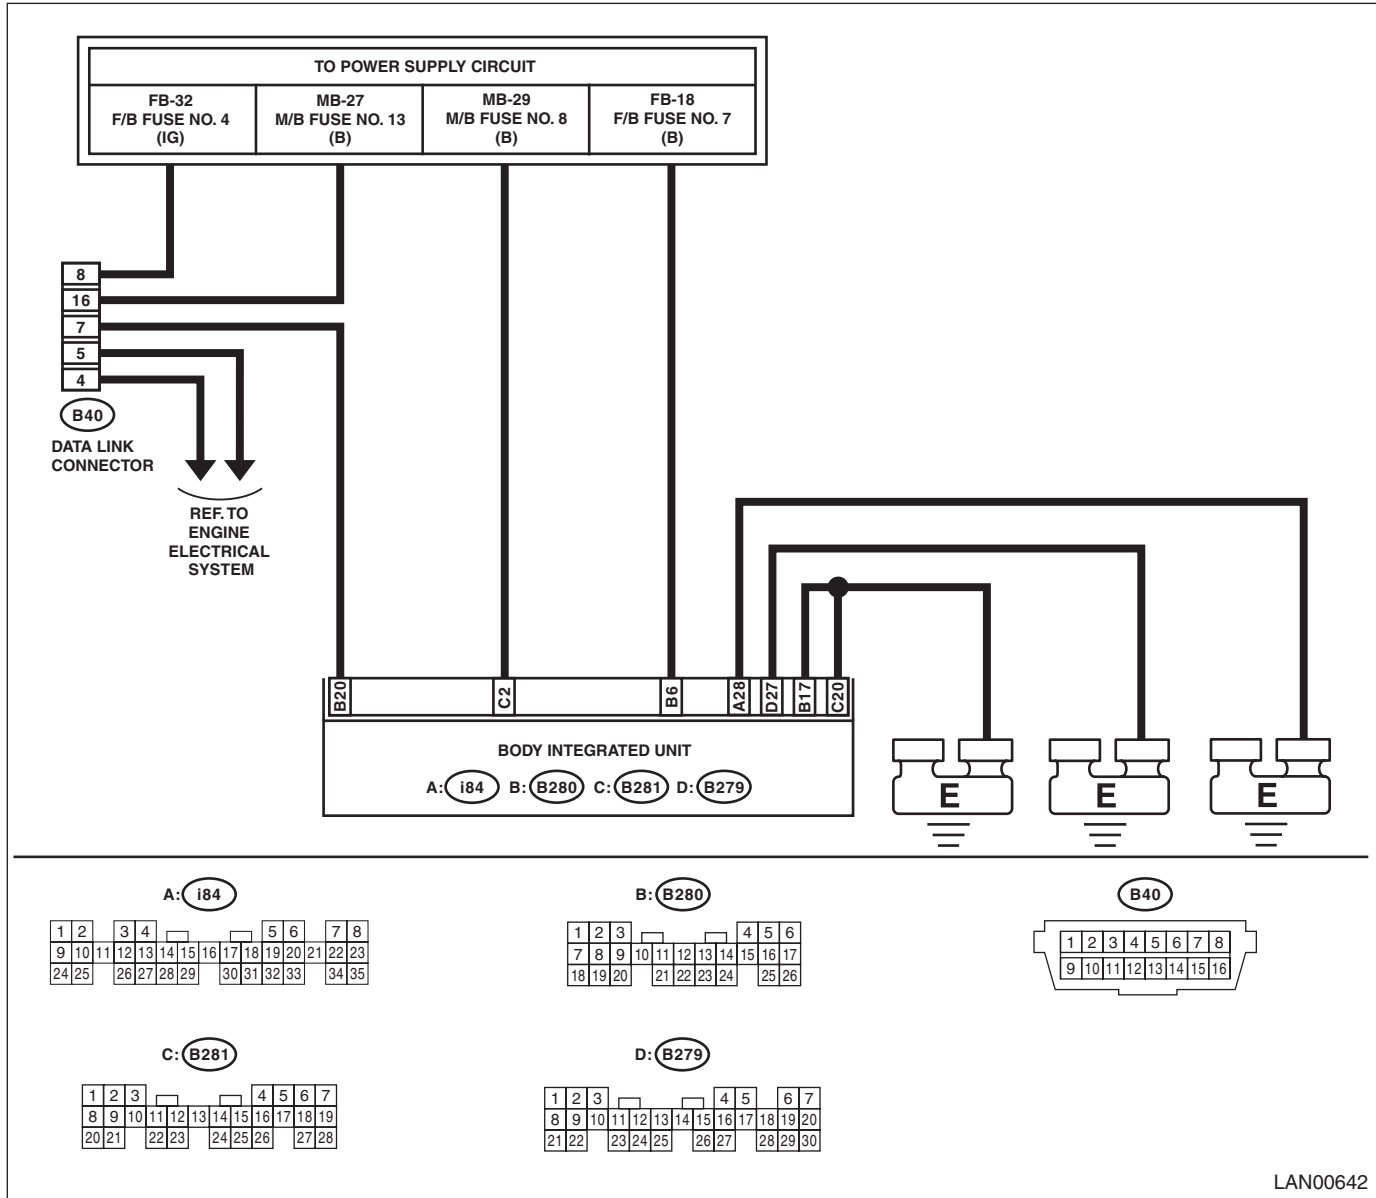 TO POWER SUPPLY CIRCUIT
FB-32
F/B FUSE NO. 4
(IG)
MB-27
M/B FUSE NO. 13
(B)
MB-29
M/B FUSE NO. 8
(B)
FB-18
F/B FUSE NO. 7
(B)
8
16
7
5
4
B40
DATA LINK
CONNECTOR
REF. TO
ENGINE
ELECTRICAL
SYSTEM
B20
C2
B6
A28
D27
B17
C20
BODY INTEGRATED UNIT
A: i84 B: B280 C: B281 D: B279
E
E
E
A: i84
1 2 3 4 5 6 7 8
9 10 11 12 13 14 15 16 17 18 19 20 21 22 23
24 25 26 27 28 29 30 31 32 33 34 35
B: B280
1 2 3 4 5 6
7 8 9 10 11 12 13 14 15 16 17
18 19 20 21 22 23 24 25 26
B40
1 2 3 4 5 6 7 8
9 10 11 12 13 14 15 16
C: B281
1 2 3 4 5 6 7
8 9 10 11 12 13 14 15 16 17 18 19
20 21 22 23 24 25 26 27 28
D: B279
1 2 3 4 5 6 7
8 9 10 11 12 13 14 15 16 17 18 19 20
21 22 23 24 25 26 27 28 29 30
LAN00642